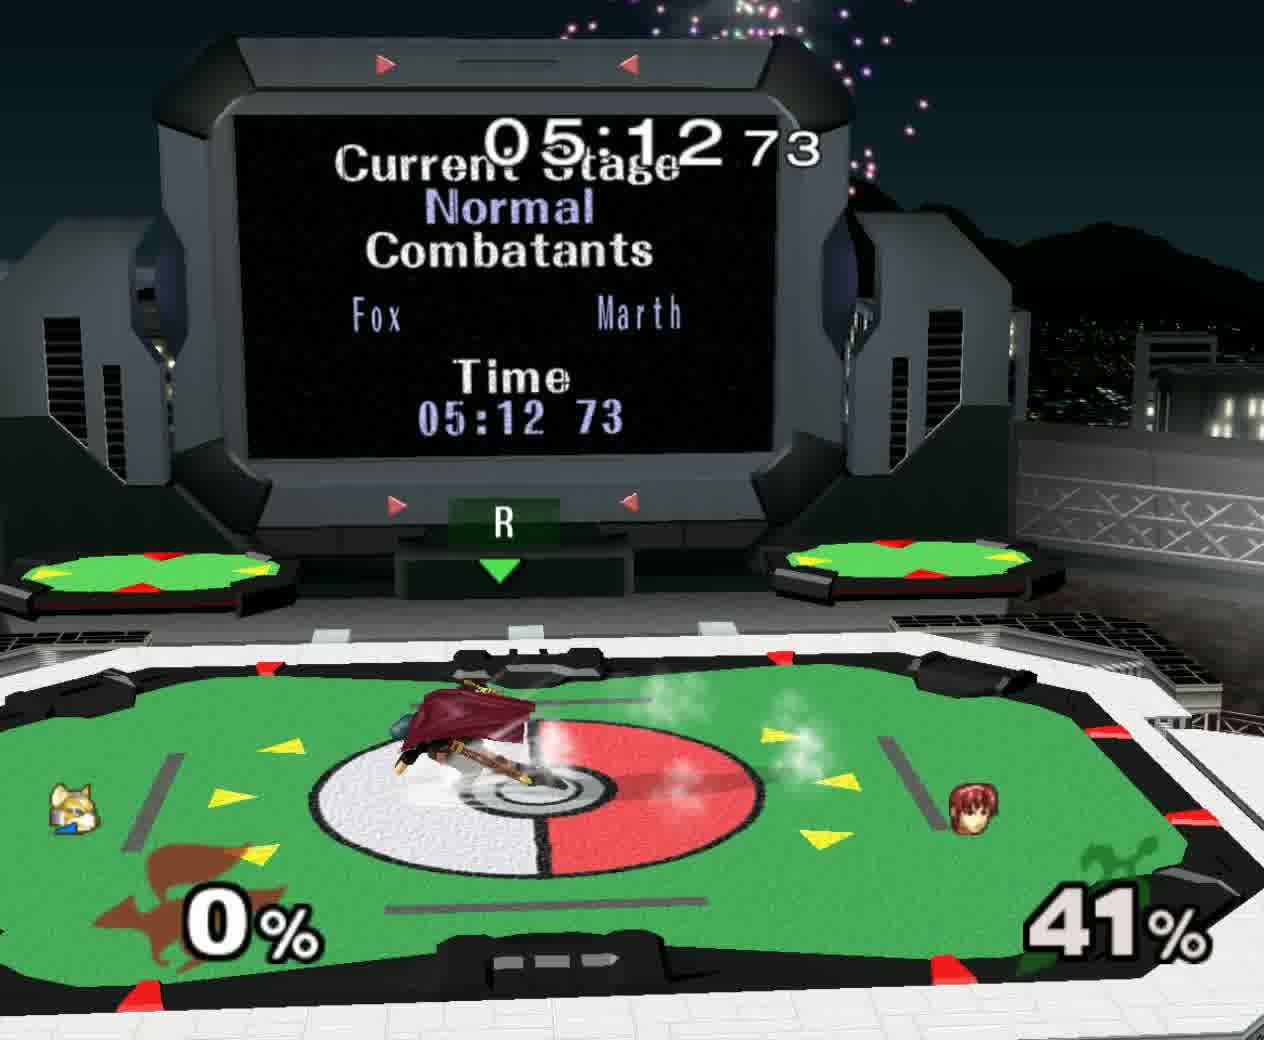 05:12 73
Current Stage
Normal
Combatants
Fox Marth
Time
05:12 73
R
0% 41%